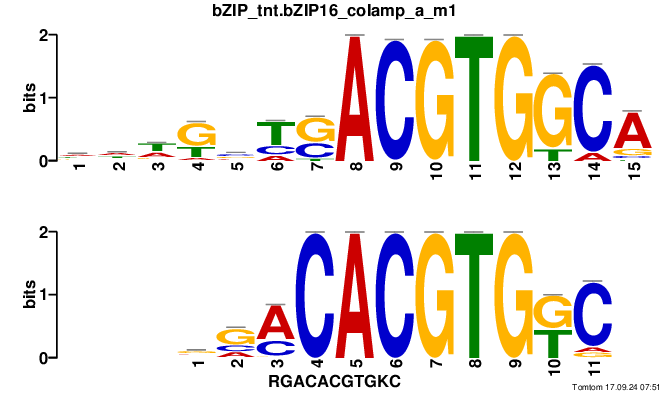 bZIP_tnt.bZIP16_colamp_a_m1
2
1
0
bits
1 2 3 4 5 6 7 8 9 10 11 12 13 14 15
TGACGTGGCA
2
1
0
bits
1 2 3 4 5 6 7 8 9 10 11
GACACGTGGC
RGACACGTGKC
Tomtom 17.09.24 07:51